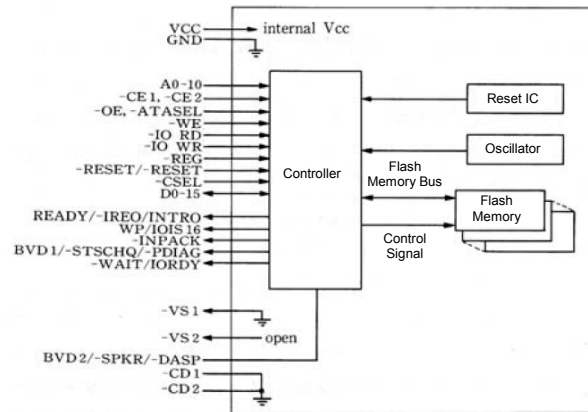 VCC
internal Vcc
GND
A0-10
-CE1, -CE2
-OE, -ATASEL
-WE
-IO RD
-IO WR
-REG
-RESET/-RESET
-CSEL
D0-15
READY/-IREO/INTRO
WP/IOIS16
-INPACK
BVD1/-STSCHQ/-PDIAG
-WAIT/IORDY
-VS1
-VS2
open
BVD2/-SPKR/-DASP
-CD1
-CD2
Controller
Reset IC
Oscillator
Flash
Memory Bus
Flash
Memory
Control
Signal